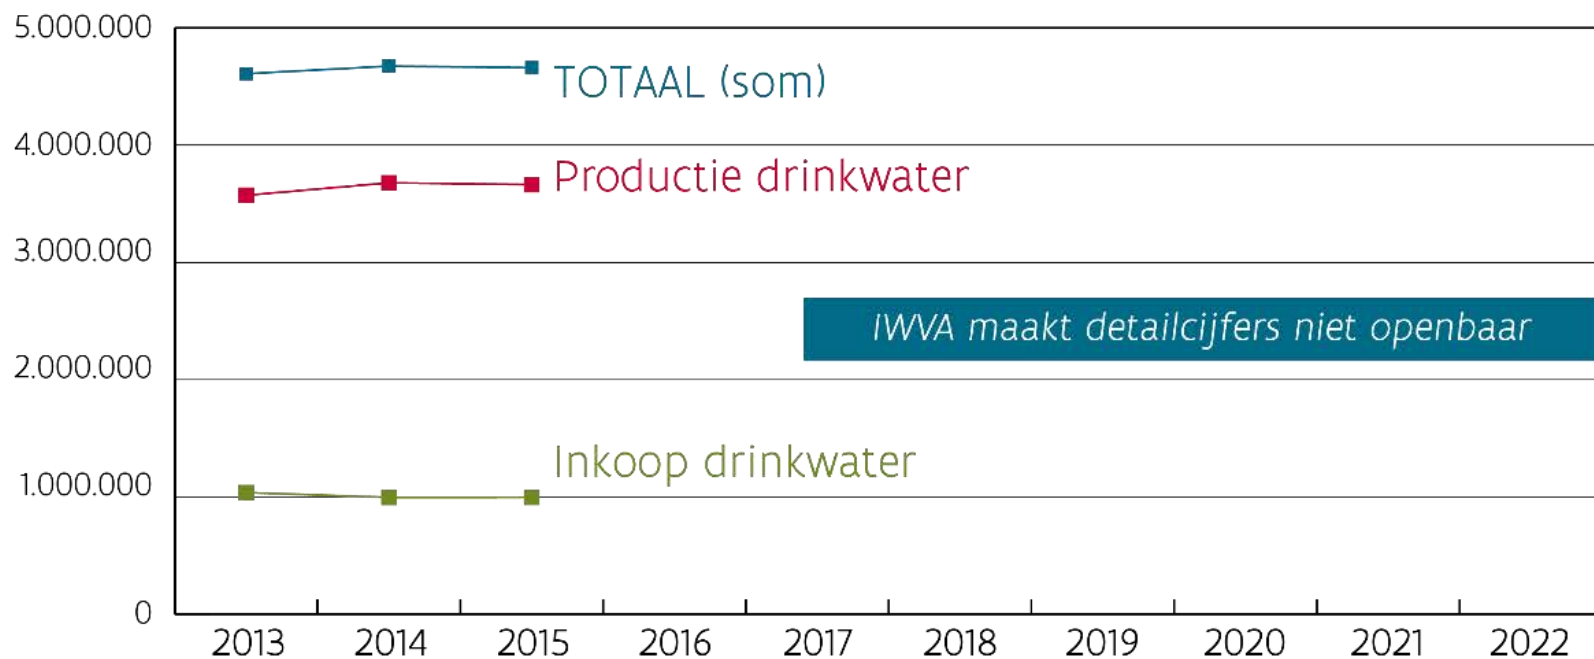 5.000.000
TOTAAL (som)
4.000.000
Productie drinkwater
3.000.000
IWVA maakt detailcijfers niet openbaar
2.000.000
Inkoop drinkwater
1.000.000
0
2013 2014 2015 2016 2017 2018 2019 2020 2021 2022